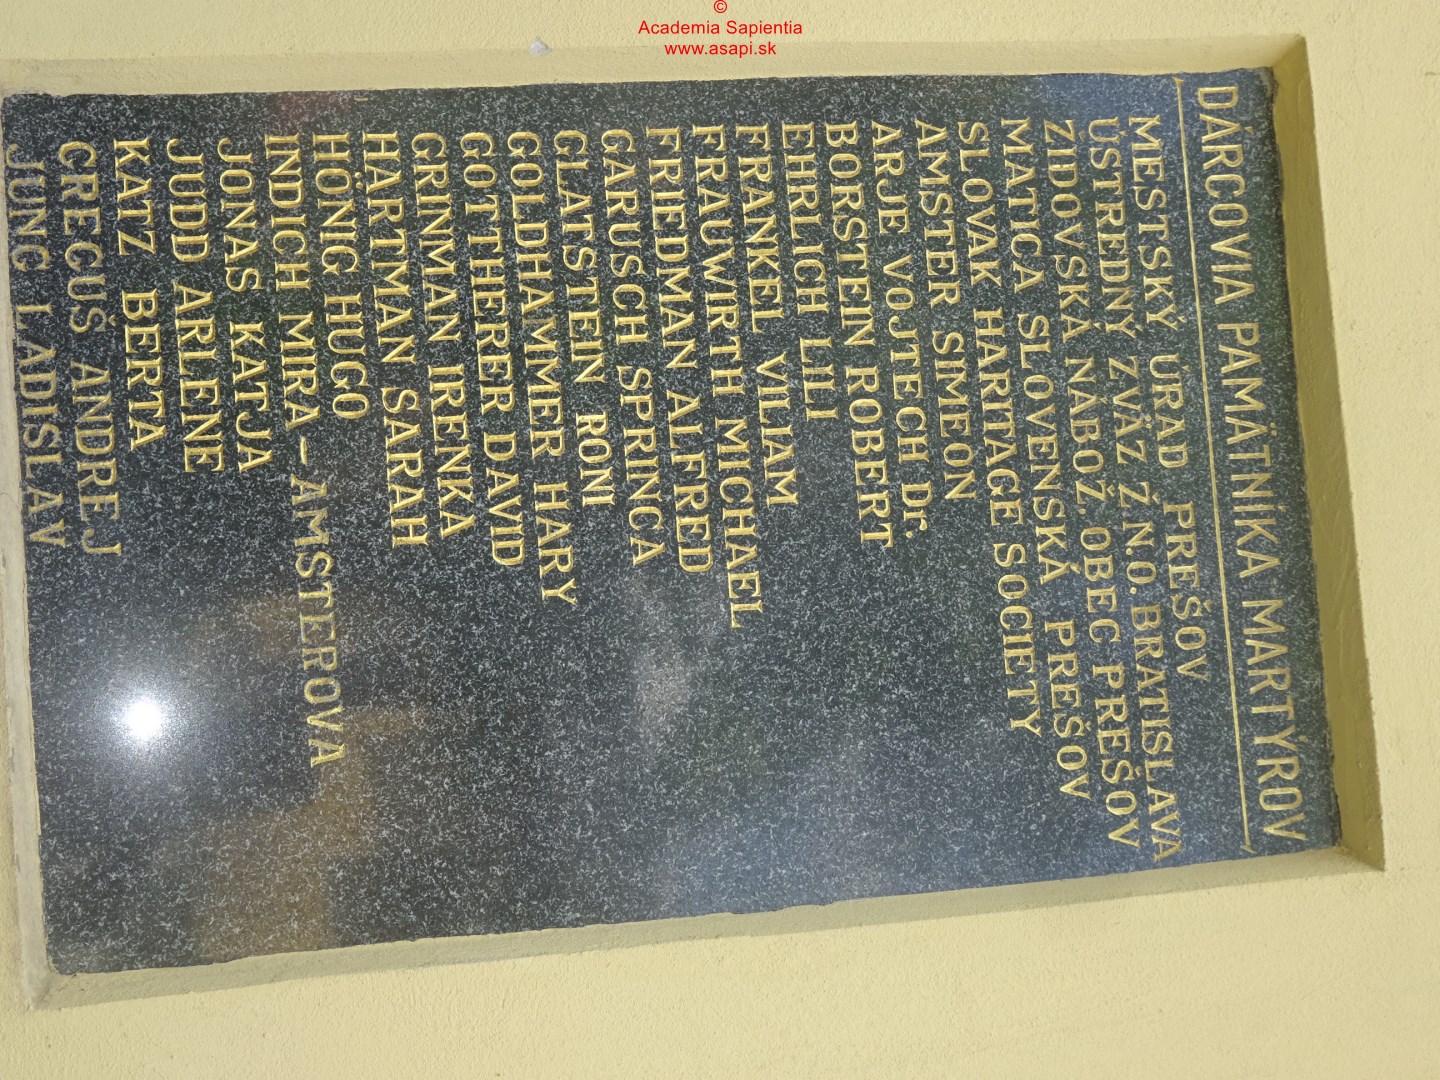 ©
Academia Sapientia
www.asapi.sk
DÁRCOVIA PAMÄTNÍKA MARTÝROV
MESTSKÝ ÚRAD PREŠOV
ÚSTREDNÝ ZVÄZ Ž.N.O. BRATISLAVA
ŽIDOVSKÁ NÁBOŽ. OBEC PREŠOV
MATICA SLOVENSKÁ PREŠOV
SLOVAK HARITAGE SOCIETY
AMSTER SIMEON
ARJE VOJTECH Dr.
BORSTEIN ROBERT
EHRLICH LILI
FRANKEL VILIAM
FRAUWIRTH MICHAEL
FRIEDMAN ALFRED
GARUSCH SPRINCA
GLATSTEIN RONI
GOLDHAMMER HARY
GOTTHERER DAVID
GRINMAN IRENKA
HARTMAN SARAH
HÖNIG HUGO
INDICH MIRA – AMSTEROVA
JONAS KATJA
JUDD ARLENE
KATZ BERTA
GREGUS ANDREJ
JUNG LADISLAV